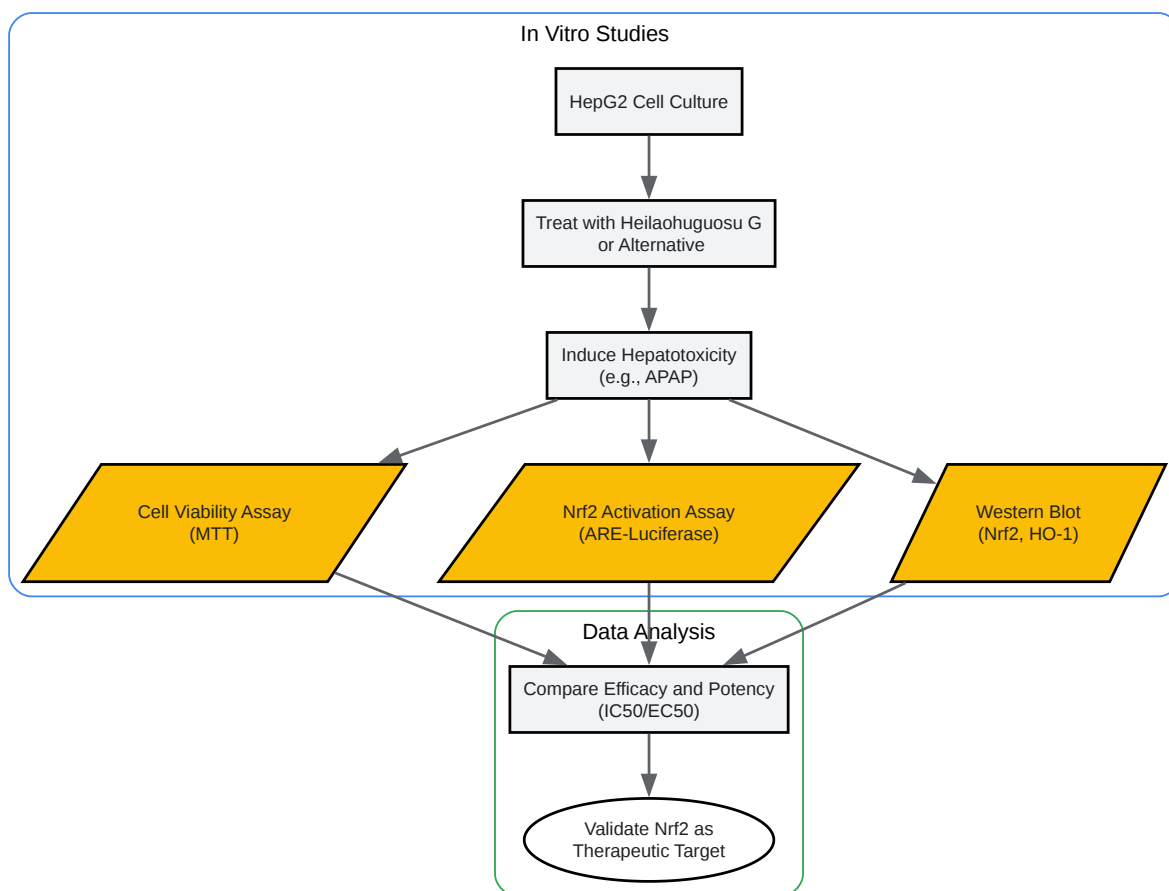 In Vitro Studies
HepG2 Cell Culture
Treat with Heilaohuguosu G
or Alternative
Induce Hepatotoxicity
(e.g., APAP)
Cell Viability Assay
(MTT)
Nrf2 Activation Assay
(ARE-Luciferase)
Western Blot
(Nrf2, HO-1)
Data Analysis
Compare Efficacy and Potency
(IC50/EC50)
Validate Nrf2 as
Therapeutic Target